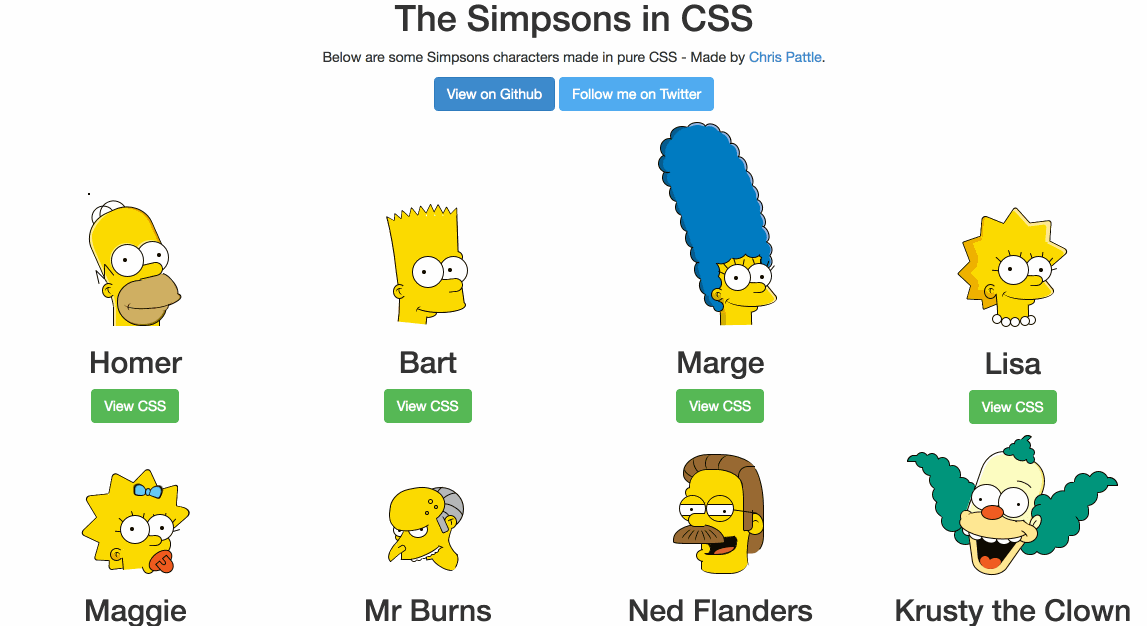 The Simpsons in CSS
Below are some Simpsons characters made in pure CSS - Made by Chris Pattle.
View on Github Follow me on Twitter
Homer Bart Marge Lisa
View CSS View CSS View CSS View CSS
Maggie Mr Burns Ned Flanders Krusty the Clown